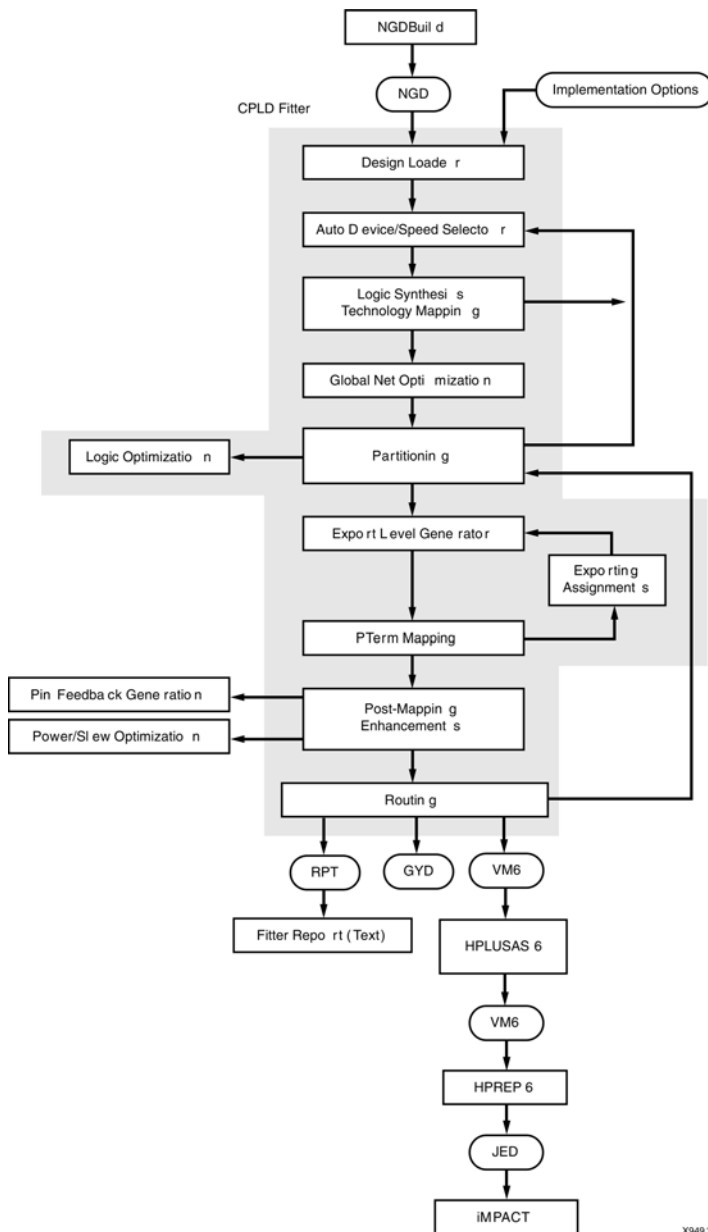 NGDBuil d
NGD
Implementation Options
CPLD Fitter
Design Loade r
Auto D evice/Speed Selecto r
Logic Synthesi s
Technology Mappin g
Global Net Opti mizatio n
Logic Optimizatio n
Partitionin g
Expo rt Level Gene rato r
Expo rtin g
Assignment s
PTerm Mapping
Pin Feedba ck Gene ratio n
Post-Mappin g
Enhancement s
Power/Sl ew Optimizatio n
Routin g
RPT
GYD
VM6
Fitter Repo rt (Text)
HPLUSAS 6
VM6
HPREP 6
JED
iMPACT